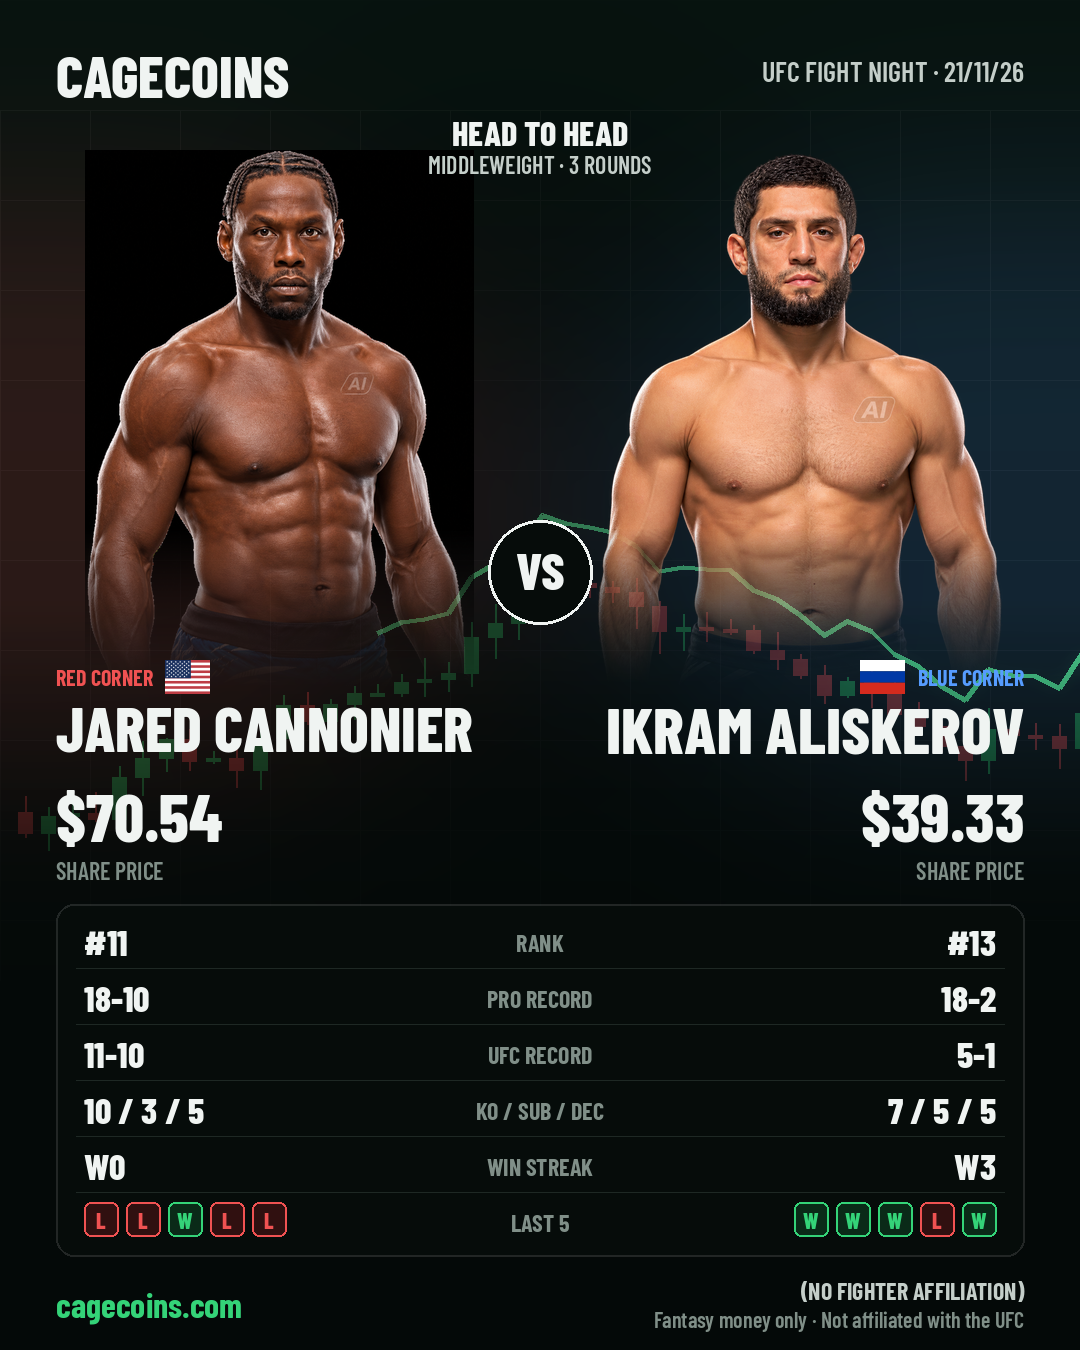 CAGECOINS
UFC FIGHT NIGHT · 21/11/26
HEAD TO HEAD
MIDDLEWEIGHT · 3 ROUNDS
AI
AI
VS
RED CORNER
BLUE CORNER
JARED CANNONIER
IKRAM ALISKEROV
$70.54
$39.33
SHARE PRICE
SHARE PRICE
#11 RANK #13
18-10 PRO RECORD 18-2
11-10 UFC RECORD 5-1
10 / 3 / 5 KO / SUB / DEC 7 / 5 / 5
W0 WIN STREAK W3
L L W L L LAST 5 W W W L W
cagecoins.com
(NO FIGHTER AFFILIATION)
Fantasy money only · Not affiliated with the UFC